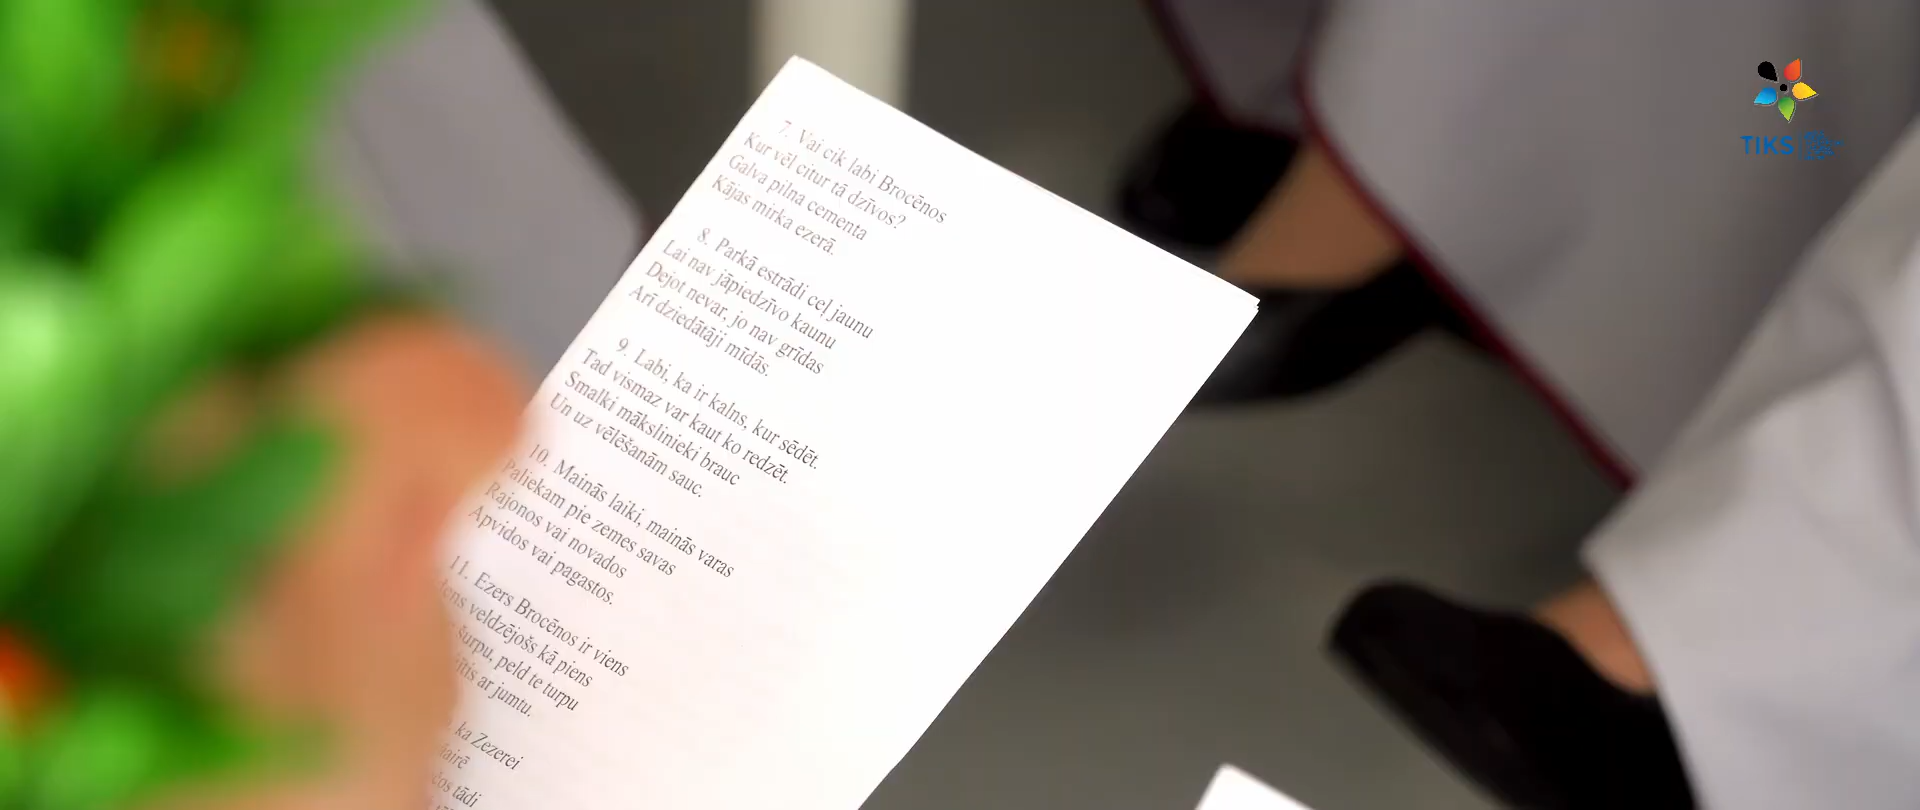 7. Vai cik labi Brocēnos
Kur vēl citur tā dzīvos?
Galva pilna cementa
Kājas mirka ezerā.
8. Parkā estrādi ceļ jaunu
Lai nav jāpiedzīvo kaunu
Dejot nevar, jo nav grīdas
Arī dziedātāji mīdās.
9. Labi, ka ir kalns, kur sēdēt.
Tad vismaz var kaut ko redzēt.
Smalki mākslinieki brauc
Un uz vēlēšanām sauc.
10. Mainās laiki, mainās varas
Paliekam pie zemes savas
Rajonos vai novados
Apvidos vai pagastos.
11. Ezers Brocēnos ir viens
veldzējošs kā piens
šurpu, peld te turpu
ar jumtu.
ka Zezerei
tādi
TIKS